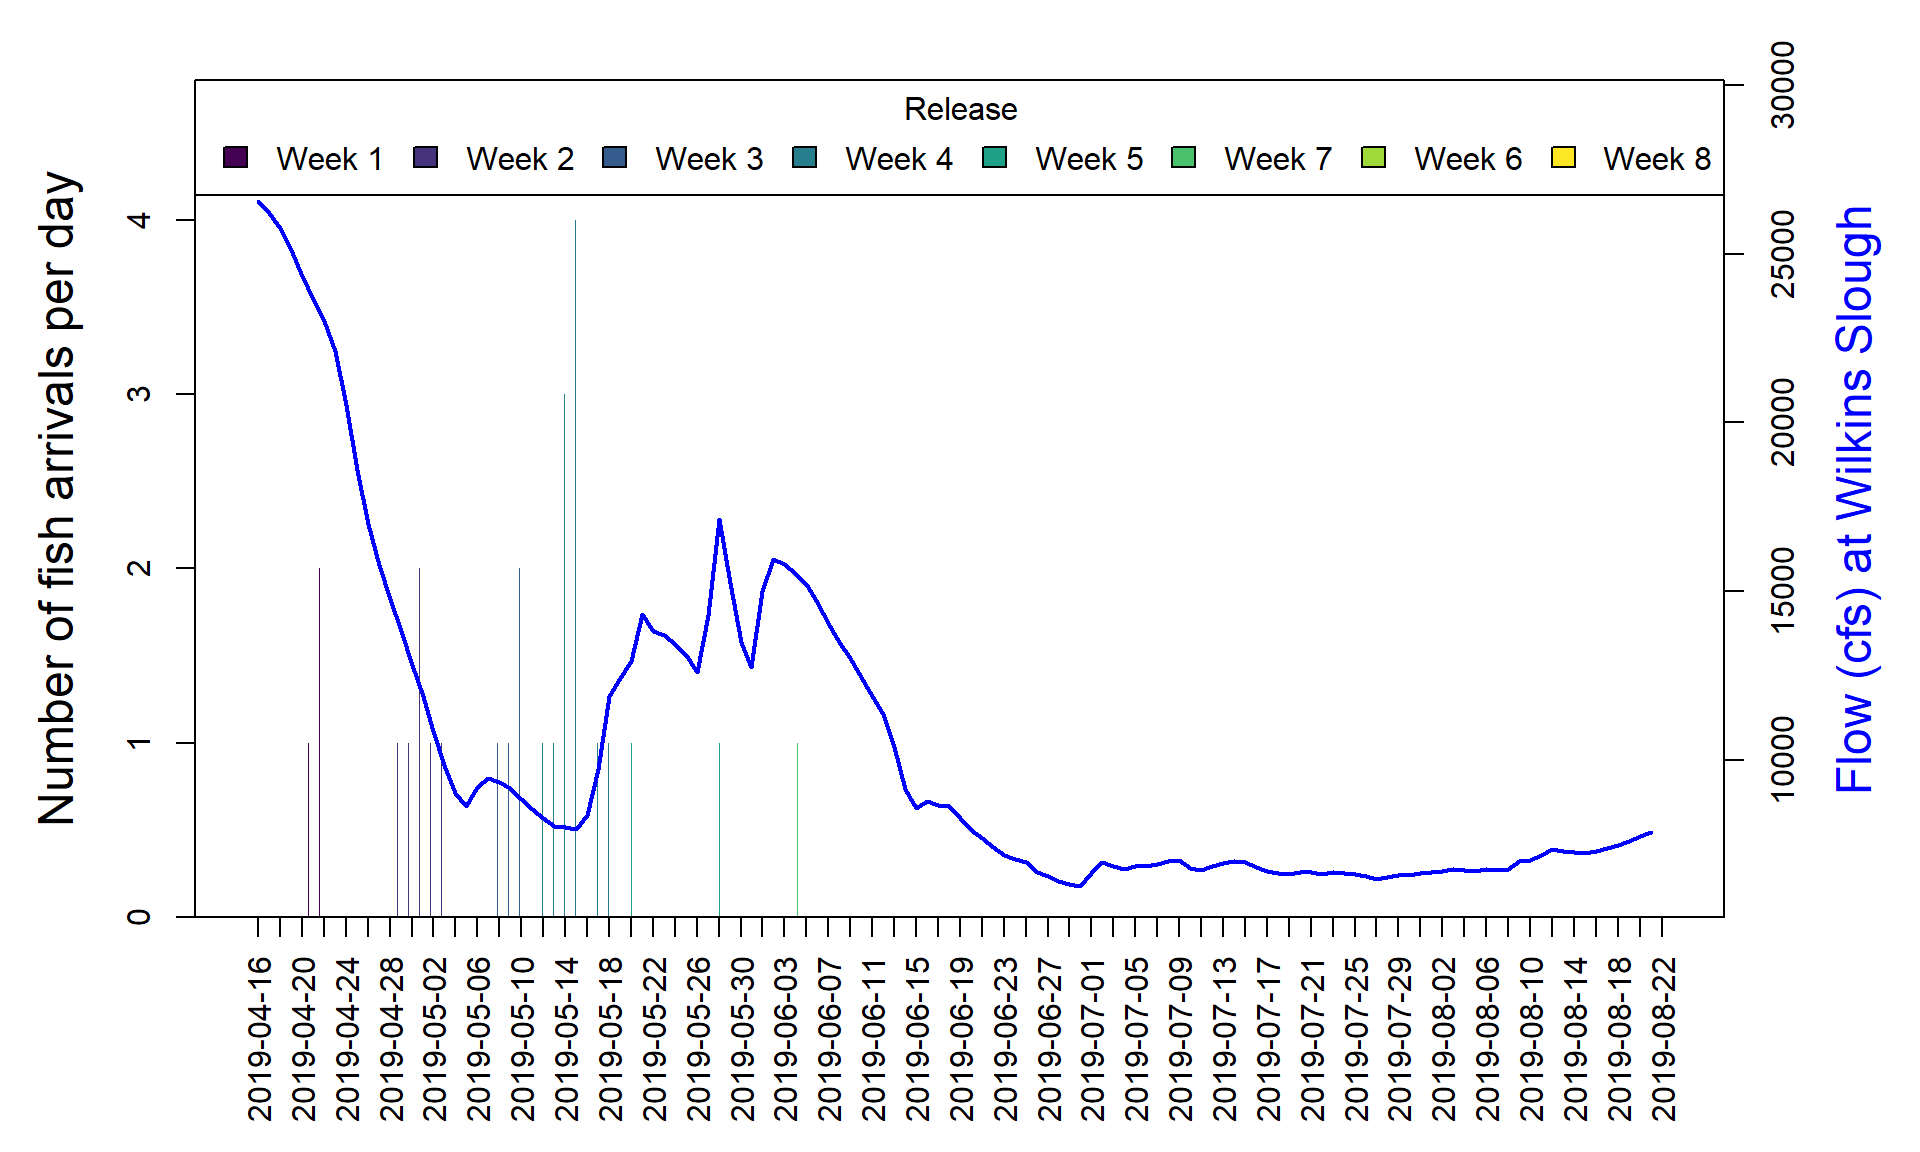 Release
Week 1 Week 2 Week 3 Week 4 Week 5 Week 7 Week 6 Week 8
Number of fish arrivals per day
0 1 2 3 4
2019-04-16 2019-04-20 2019-04-24 2019-04-28 2019-05-02 2019-05-06 2019-05-10 2019-05-14 2019-05-18 2019-05-22 2019-05-26 2019-05-30 2019-06-03 2019-06-07 2019-06-11 2019-06-15 2019-06-19 2019-06-23 2019-06-27 2019-07-01 2019-07-05 2019-07-09 2019-07-13 2019-07-17 2019-07-21 2019-07-25 2019-07-29 2019-08-02 2019-08-06 2019-08-10 2019-08-14 2019-08-18 2019-08-22
10000 15000 20000 25000 30000
Flow (cfs) at Wilkins Slough